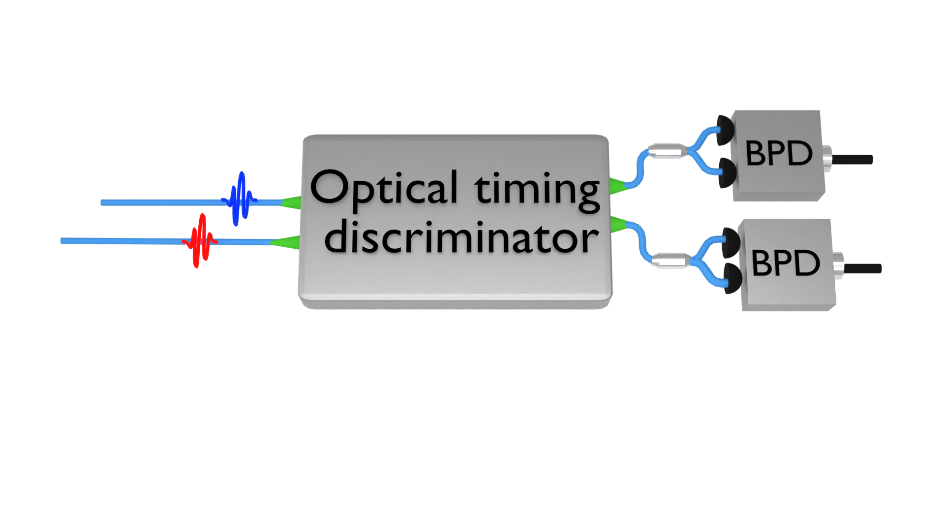 Optical timing
discriminator
BPD
BPD